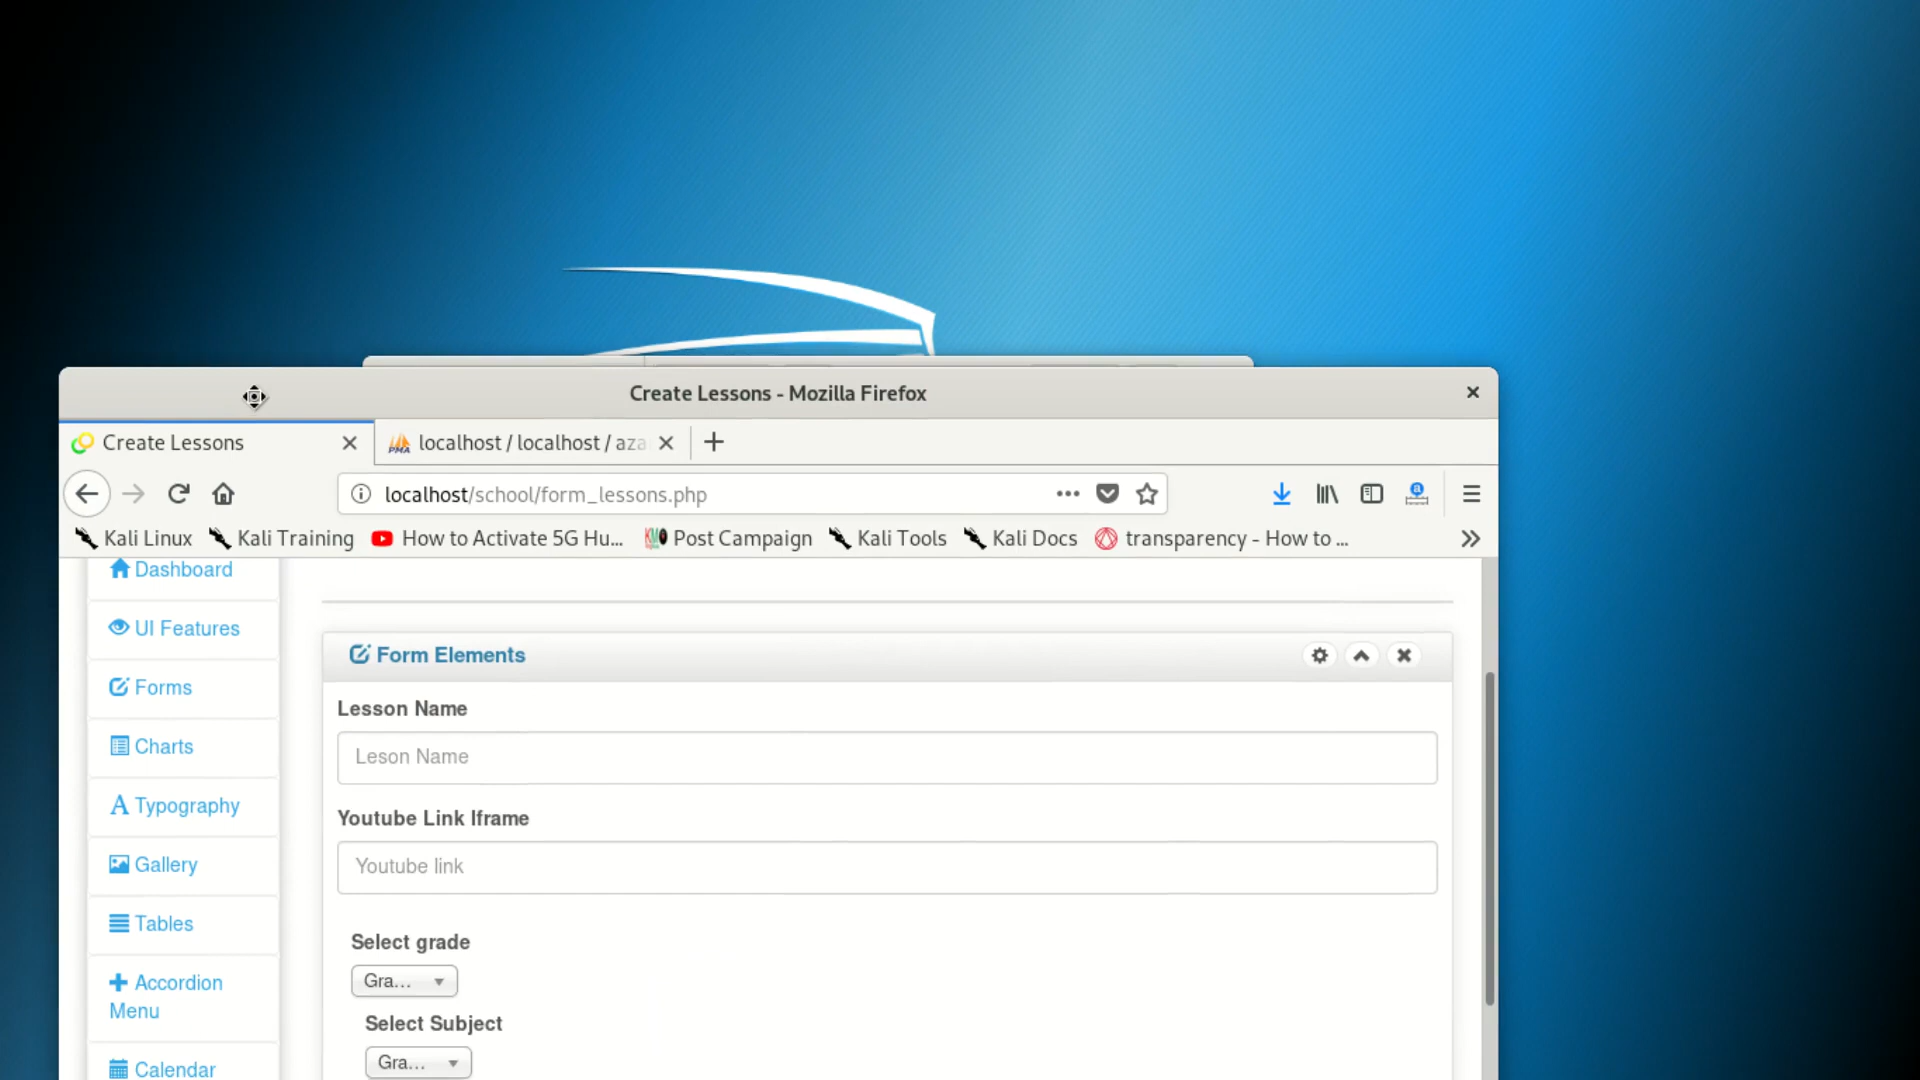 Create Lessons - Mozilla Firefox
Create Lessons
PMA localhost / localhost / aza
localhost/school/form_lessons.php
Kali Linux Kali Training How to Activate 5G Hu... Post Campaign Kali Tools Kali Docs transparency - How to ...
Dashboard
UI Features
Forms
Charts
Typography
Gallery
Tables
Accordion
Menu
Calendar
Form Elements
Lesson Name
Leson Name
Youtube Link Iframe
Youtube link
Select grade
Gra...
Select Subject
Gra...